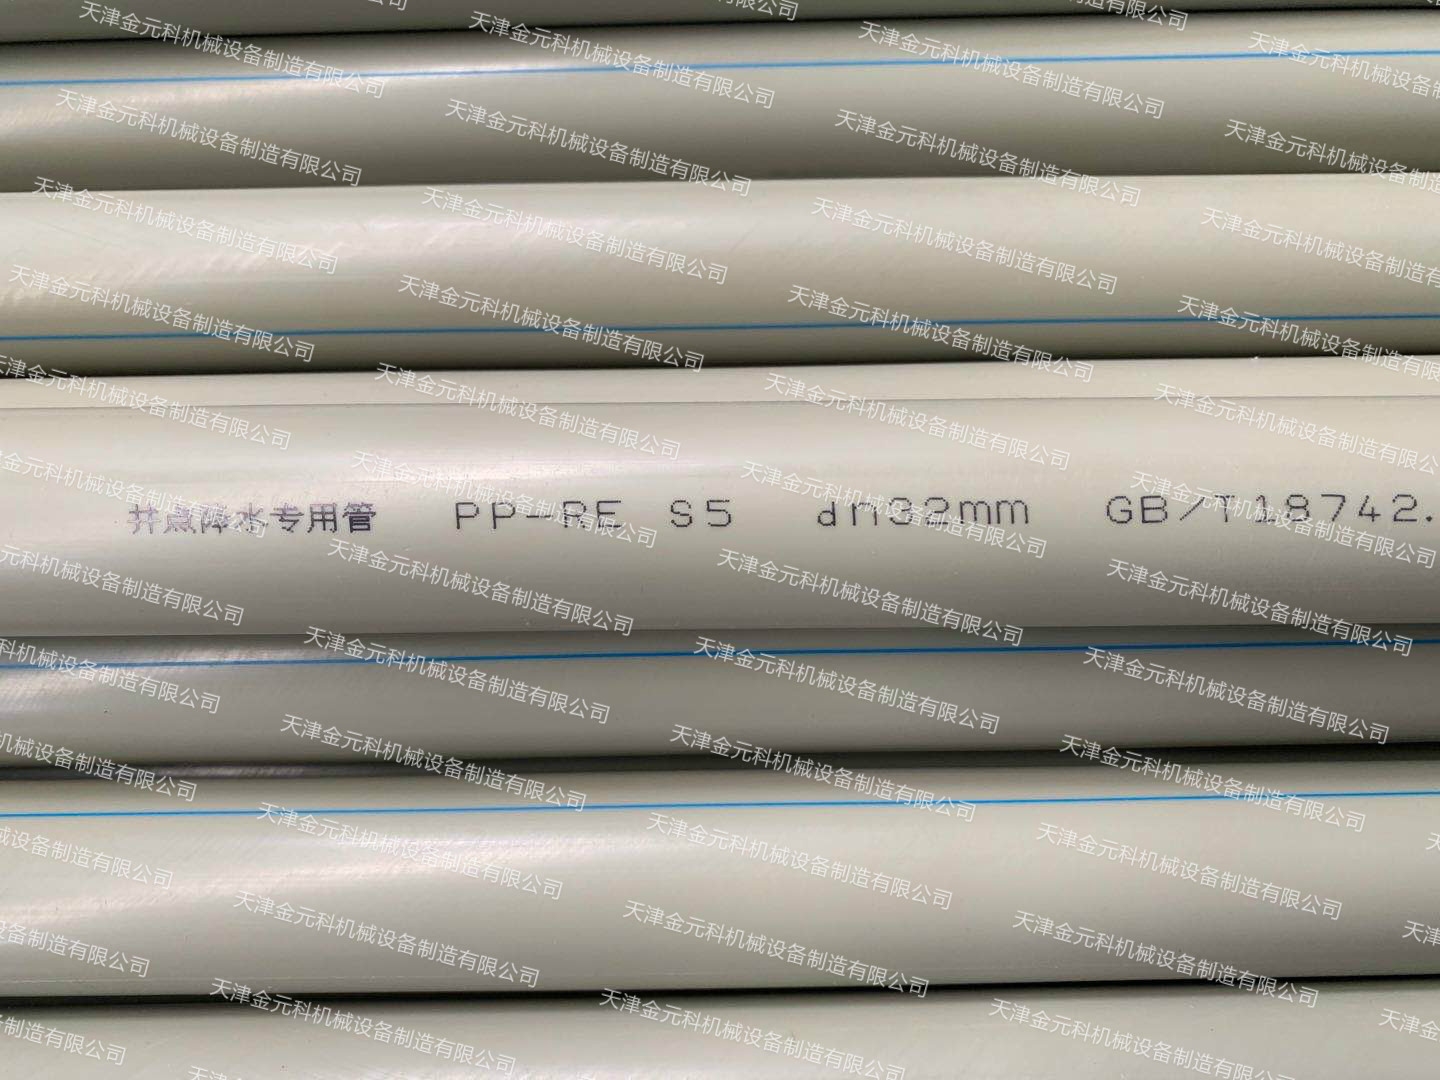 井点降水专用管 PP-RE S5 dn32mm GB/T18742.
天津金元科机械设备制造有限公司